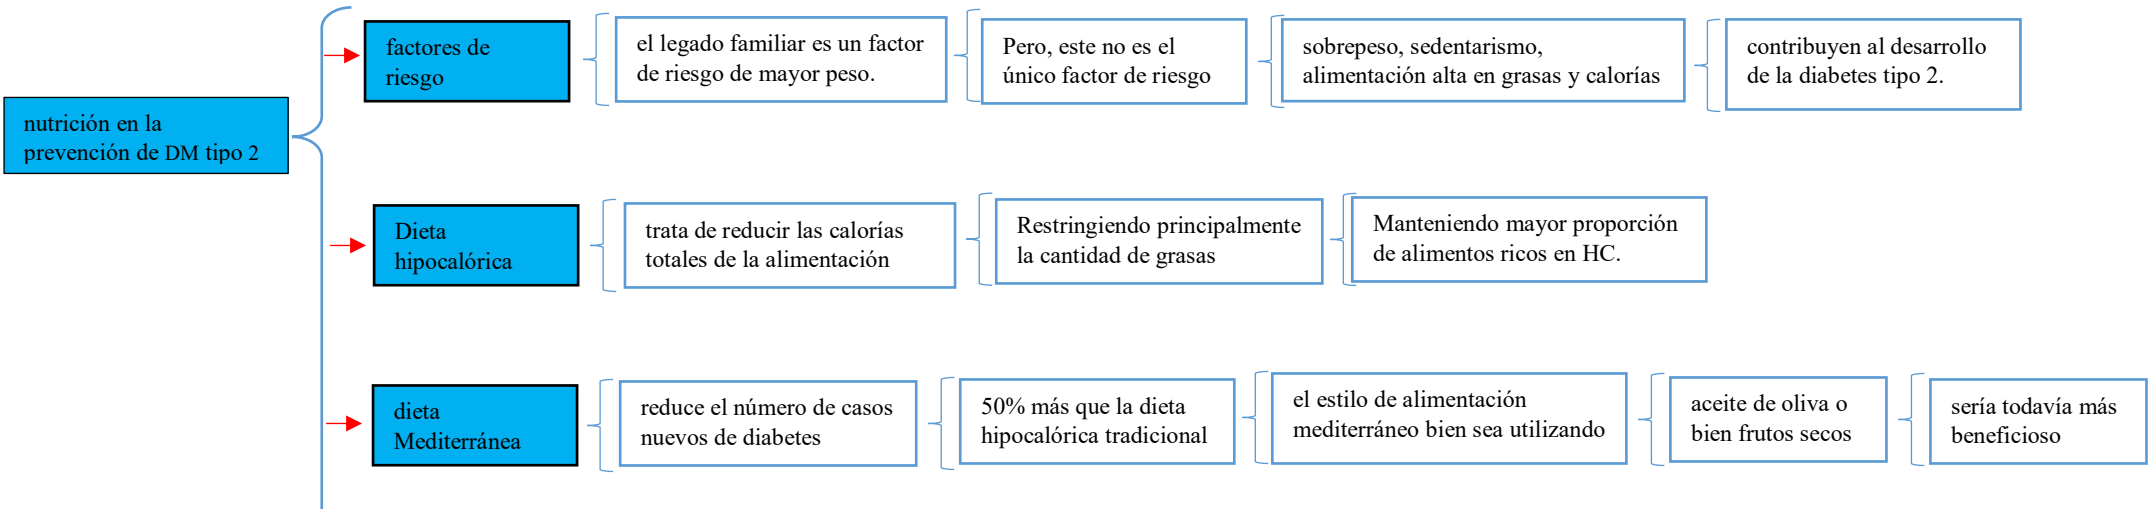 nutrición en la
prevención de DM tipo 2
factores de
riesgo
el legado familiar es un factor
de riesgo de mayor peso.
Pero, este no es el
único factor de riesgo
sobrepeso, sedentarismo,
alimentación alta en grasas y calorías
contribuyen al desarrollo
de la diabetes tipo 2.
Dieta
hipocalórica
trata de reducir las calorías
totales de la alimentación
Restringiendo principalmente
la cantidad de grasas
Manteniendo mayor proporción
de alimentos ricos en HC.
dieta
Mediterránea
reduce el número de casos
nuevos de diabetes
50% más que la dieta
hipocalórica tradicional
el estilo de alimentación
mediterráneo bien sea utilizando
aceite de oliva o
bien frutos secos
sería todavía más
beneficioso